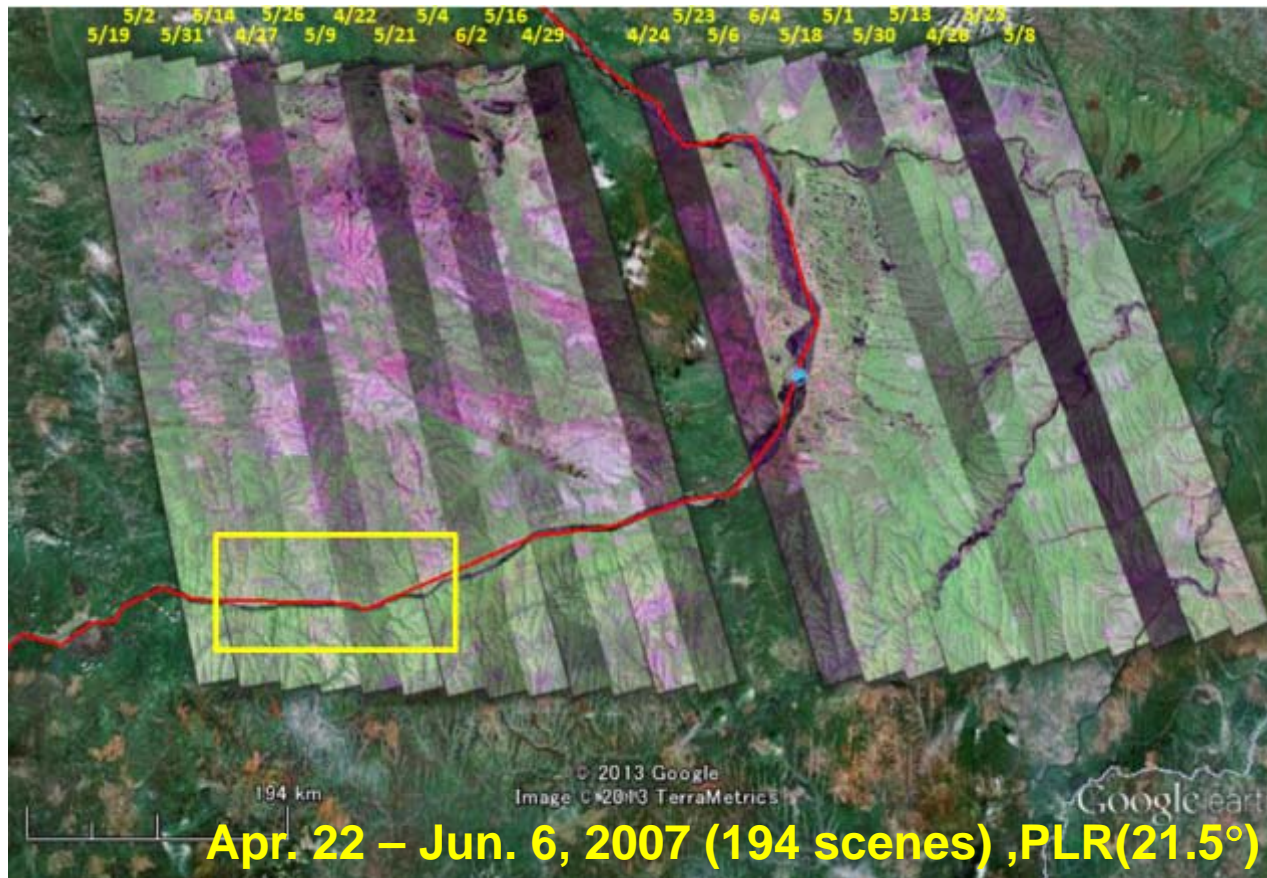 5/2 6/14 5/26 4/22 5/4 5/16 5/23 6/4 5/1 5/13 5/25
5/19 5/31 4/27 5/9 5/21 6/2 4/29 4/24 5/6 5/18 5/30 4/26 5/8
© 2013 Google
194 km
Image © 2013 TerraMetrics
Google earth
Apr. 22 – Jun. 6, 2007 (194 scenes) ,PLR(21.5°)